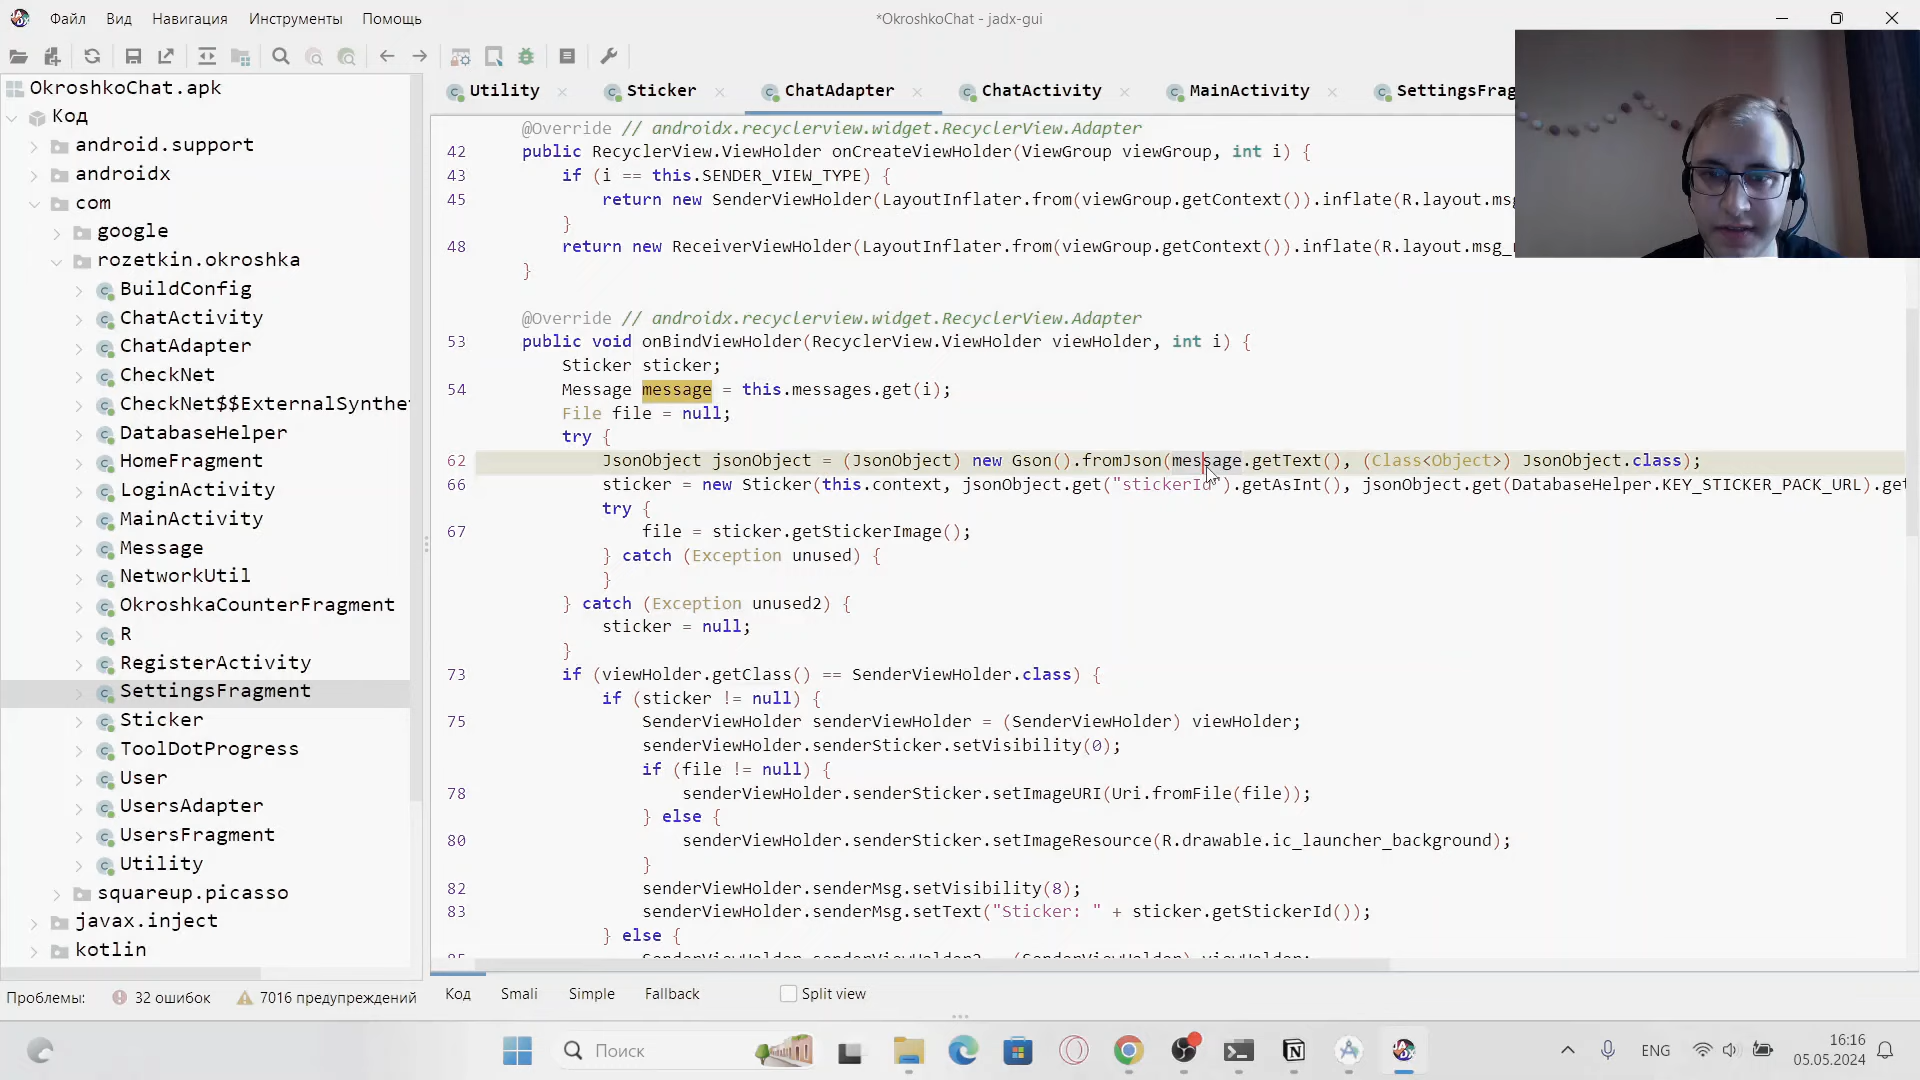 Файл Вид Навигация Инструменты Помощь
*OkroshkoChat - jadx-gui
OkroshkoChat.apk
Код
android.support
androidx
com
google
rozetkin.okroshka
BuildConfig
ChatActivity
ChatAdapter
CheckNet
CheckNet$$ExternalSynthe
DatabaseHelper
HomeFragment
LoginActivity
MainActivity
Message
NetworkUtil
OkroshkaCounterFragment
R
RegisterActivity
SettingsFragment
Sticker
ToolDotProgress
User
UsersAdapter
UsersFragment
Utility
squareup.picasso
javax.inject
kotlin
Utility Sticker ChatAdapter ChatActivity MainActivity SettingsFrag
@Override // androidx.recyclerview.widget.RecyclerView.Adapter
42 public RecyclerView.ViewHolder onCreateViewHolder(ViewGroup viewGroup, int i) {
43 if (i == this.SENDER_VIEW_TYPE) {
45 return new SenderViewHolder(LayoutInflater.from(viewGroup.getContext()).inflate(R.layout.msg
}
48 return new ReceiverViewHolder(LayoutInflater.from(viewGroup.getContext()).inflate(R.layout.msg_
}
@Override // androidx.recyclerview.widget.RecyclerView.Adapter
53 public void onBindViewHolder(RecyclerView.ViewHolder viewHolder, int i) {
Sticker sticker;
54 Message message = this.messages.get(i);
File file = null;
try {
62 JsonObject jsonObject = (JsonObject) new Gson().fromJson(message.getText(), (Class<Object>) JsonObject.class);
66 sticker = new Sticker(this.context, jsonObject.get("stickerId").getAsInt(), jsonObject.get(DatabaseHelper.KEY_STICKER_PACK_URL).get
try {
67 file = sticker.getStickerImage();
} catch (Exception unused) {
}
} catch (Exception unused2) {
sticker = null;
}
73 if (viewHolder.getClass() == SenderViewHolder.class) {
if (sticker != null) {
75 SenderViewHolder senderViewHolder = (SenderViewHolder) viewHolder;
senderViewHolder.senderSticker.setVisibility(0);
if (file != null) {
78 senderViewHolder.senderSticker.setImageURI(Uri.fromFile(file));
} else {
80 senderViewHolder.senderSticker.setImageResource(R.drawable.ic_launcher_background);
}
82 senderViewHolder.senderMsg.setVisibility(8);
83 senderViewHolder.senderMsg.setText("Sticker: " + sticker.getStickerId());
} else {
Проблемы: 32 ошибок 7016 предупреждений
Код Smali Simple Fallback Split view
Поиск
ENG
16:16
05.05.2024